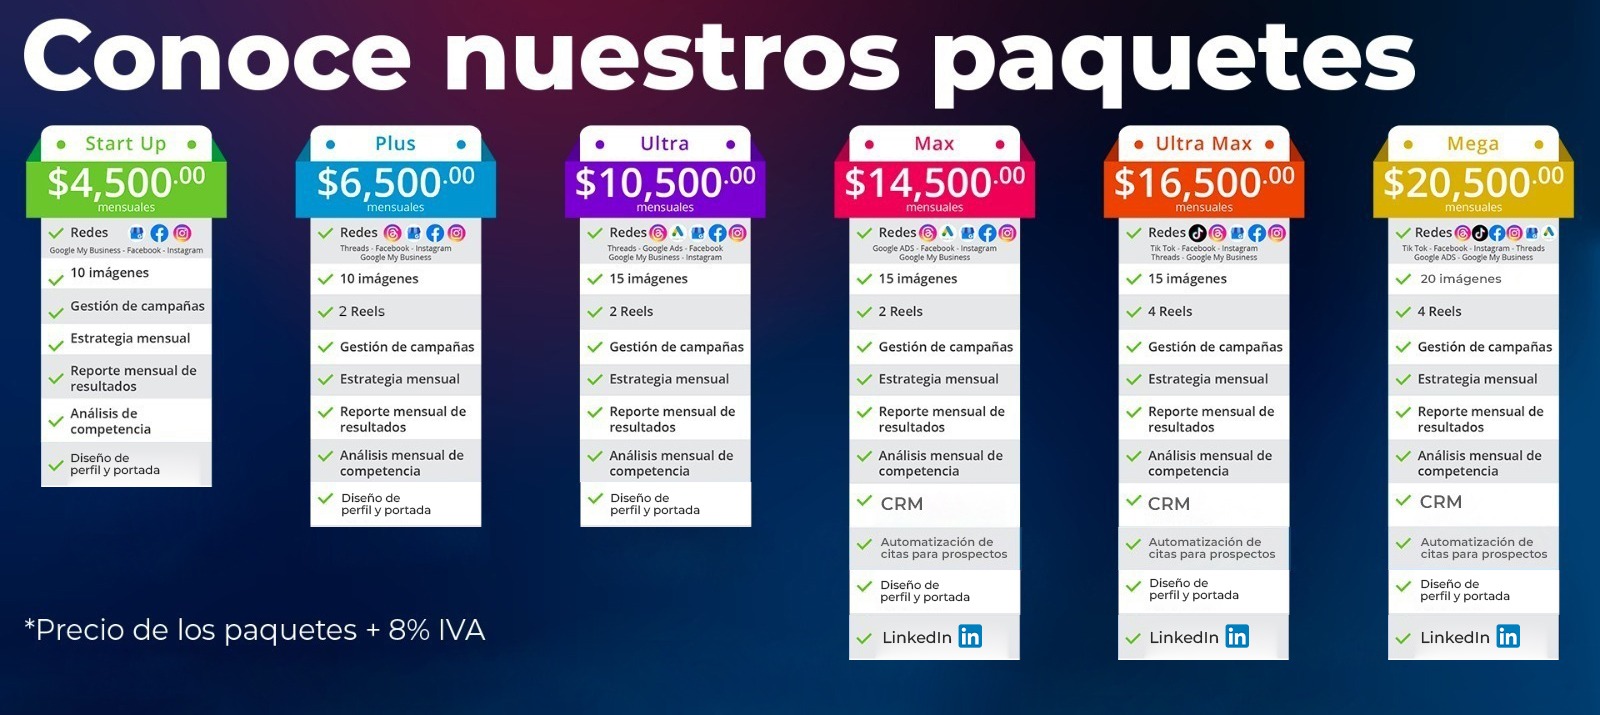 Conoce nuestros paquetes
Start Up
$4,500.00
mensuales
Redes
Google My Business - Facebook - Instagram
10 imágenes
Gestión de campañas
Estrategia mensual
Reporte mensual de
resultados
Análisis de
competencia
Diseño de
perfil y portada
Plus
$6,500.00
mensuales
Redes
Threads - Facebook - Instagram
Google My Business
10 imágenes
2 Reels
Gestión de campañas
Estrategia mensual
Reporte mensual de
resultados
Análisis mensual de
competencia
Diseño de
perfil y portada
Ultra
$10,500.00
mensuales
Redes
Threads - Google Ads - Facebook
Google My Business - Instagram
15 imágenes
2 Reels
Gestión de campañas
Estrategia mensual
Reporte mensual de
resultados
Análisis mensual de
competencia
Diseño de
perfil y portada
Max
$14,500.00
mensuales
Redes
Google ADS - Facebook - Instagram
Google My Business
15 imágenes
2 Reels
Gestión de campañas
Estrategia mensual
Reporte mensual de
resultados
Análisis mensual de
competencia
CRM
Automatización de
citas para prospectos
Diseño de
perfil y portada
LinkedIn in
Ultra Max
$16,500.00
mensuales
Redes
Tik Tok - Facebook - Instagram
Threads - Google My Business
15 imágenes
4 Reels
Gestión de campañas
Estrategia mensual
Reporte mensual de
resultados
Análisis mensual de
competencia
CRM
Automatización de
citas para prospectos
Diseño de
perfil y portada
LinkedIn in
Mega
$20,500.00
mensuales
Redes
Tik Tok - Facebook - Instagram - Threads
Google ADS - Google My Business
20 imágenes
4 Reels
Gestión de campañas
Estrategia mensual
Reporte mensual de
resultados
Análisis mensual de
competencia
CRM
Automatización de
citas para prospectos
Diseño de
perfil y portada
LinkedIn in
*Precio de los paquetes + 8% IVA